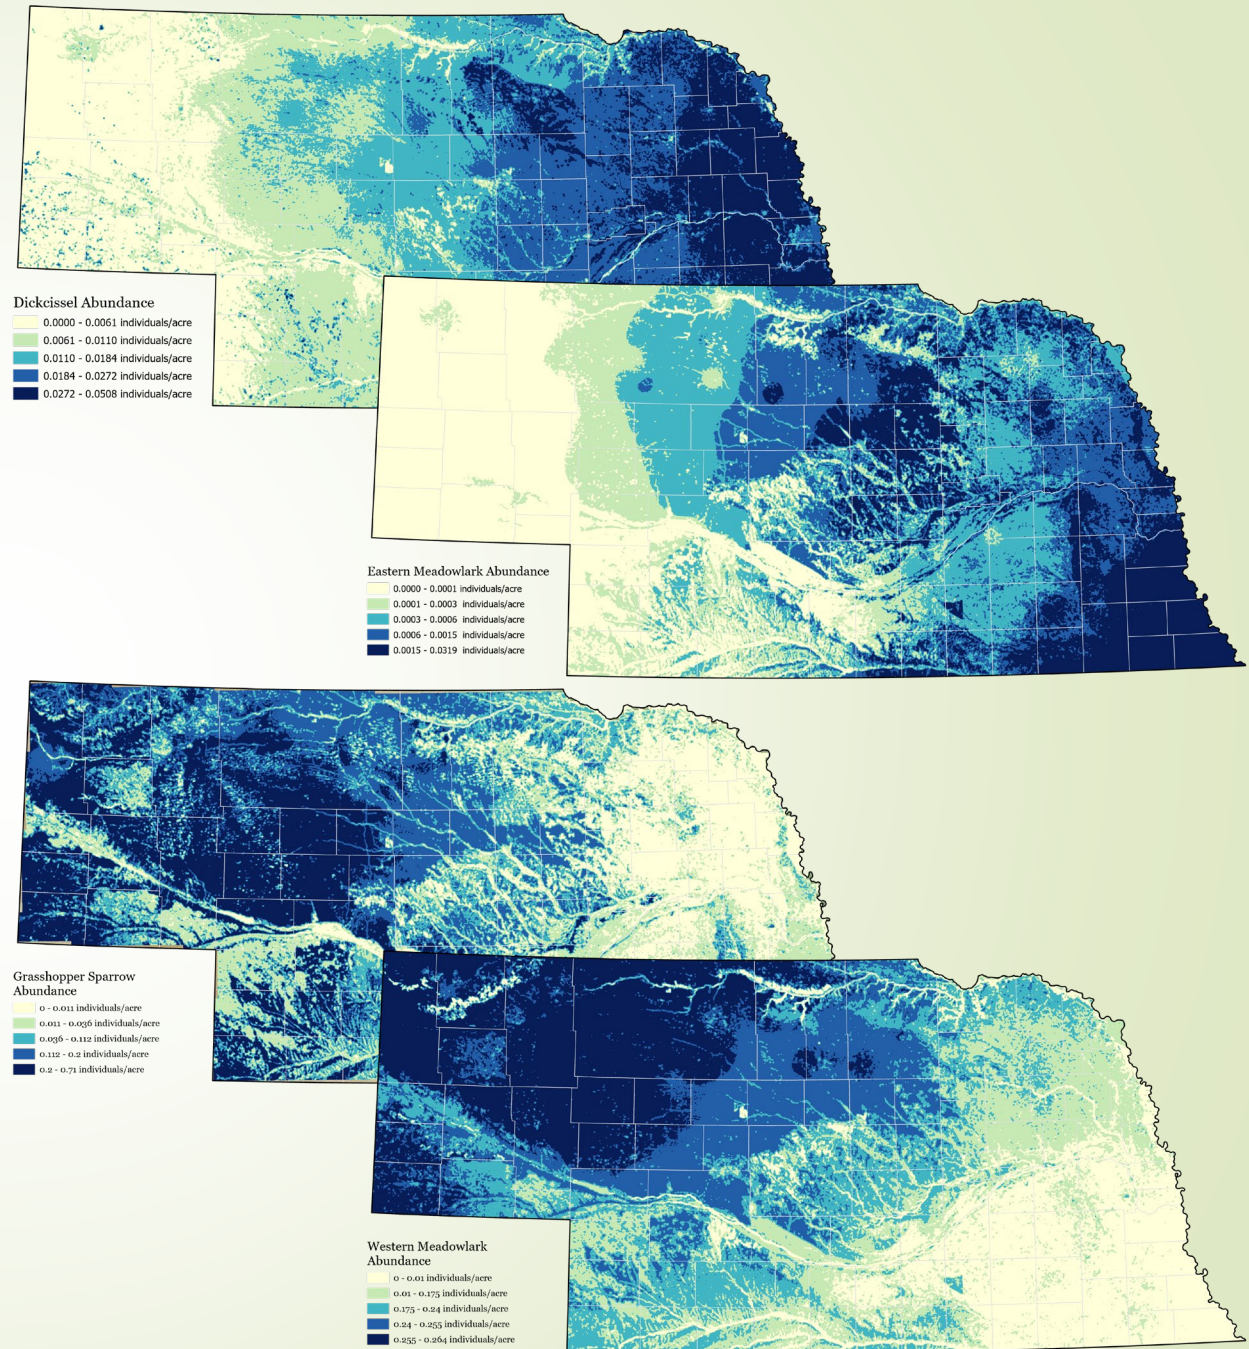 Dickcissel Abundance
0.0000 - 0.0061 individuals/acre
0.0061 - 0.0110 individuals/acre
0.0110 - 0.0184 individuals/acre
0.0184 - 0.0272 individuals/acre
0.0272 - 0.0508 individuals/acre
Eastern Meadowlark Abundance
0.0000 - 0.0001 individuals/acre
0.0001 - 0.0003 individuals/acre
0.0003 - 0.0006 individuals/acre
0.0006 - 0.0015 individuals/acre
0.0015 - 0.0319 individuals/acre
Grasshopper Sparrow
Abundance
0 - 0.011 individuals/acre
0.011 - 0.036 individuals/acre
0.036 - 0.112 individuals/acre
0.112 - 0.2 individuals/acre
0.2 - 0.71 individuals/acre
Western Meadowlark
Abundance
0 - 0.01 individuals/acre
0.01 - 0.175 individuals/acre
0.175 - 0.24 individuals/acre
0.24 - 0.255 individuals/acre
0.255 - 0.264 individuals/acre